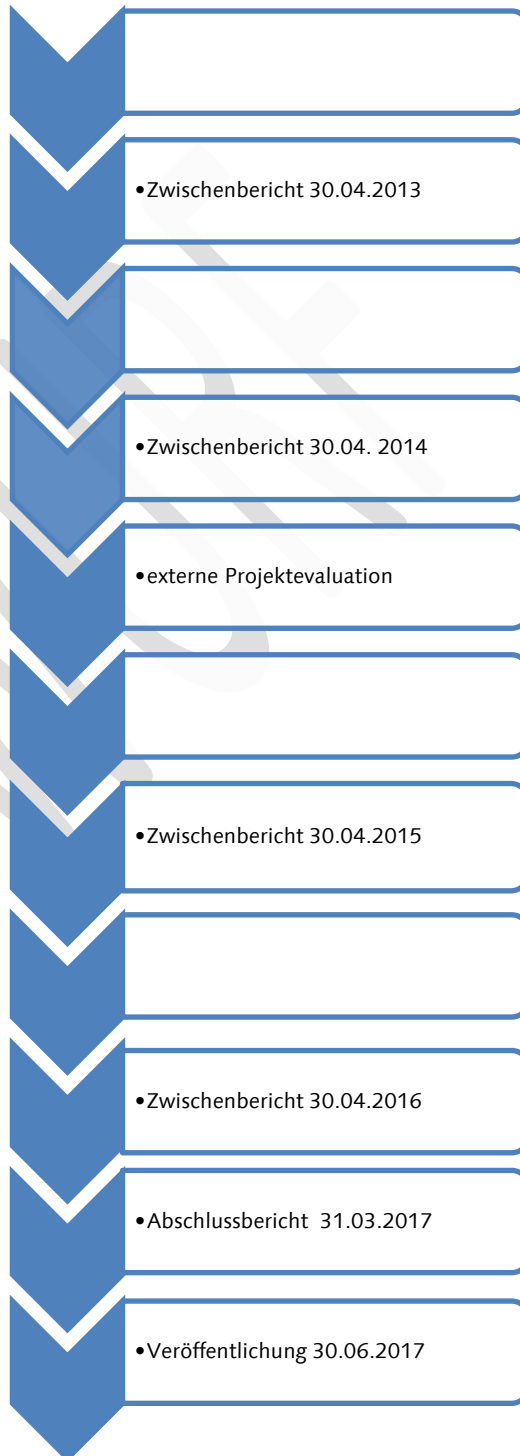 •Zwischenbericht 30.04.2013
•Zwischenbericht 30.04. 2014
•externe Projektevaluation
•Zwischenbericht 30.04.2015
•Zwischenbericht 30.04.2016
•Abschlussbericht 31.03.2017
•Veröffentlichung 30.06.2017